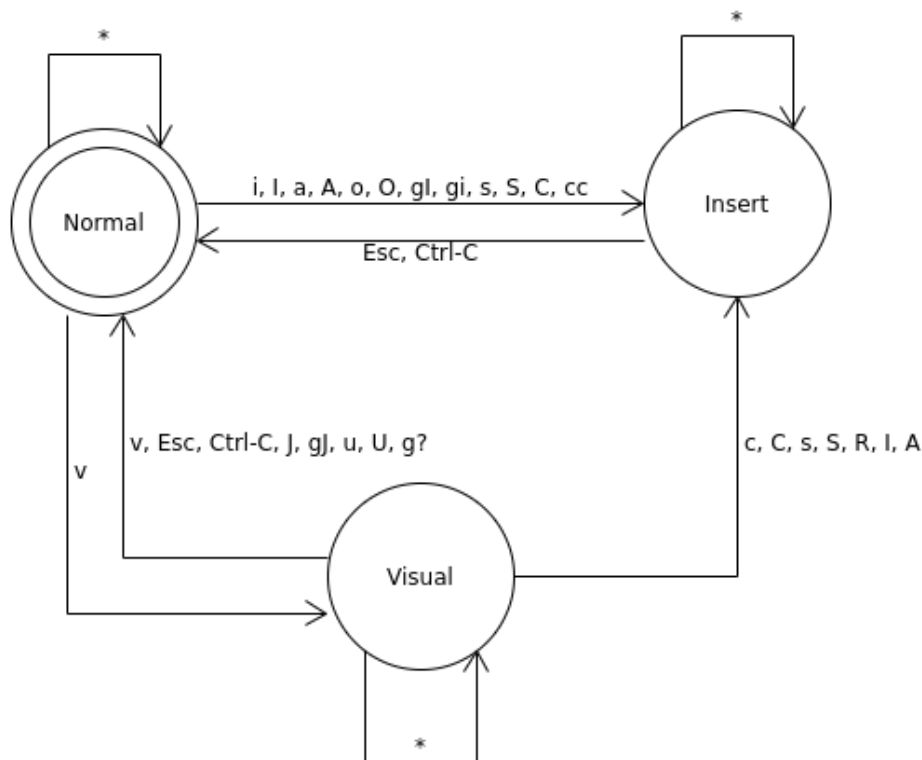 *
*
i, I, a, A, o, O, gI, gi, s, S, C, cc
Insert
Normal
Esc, Ctrl-C
v, Esc, Ctrl-C, J, gJ, u, U, g?
c, C, s, S, R, I, A
v
Visual
*